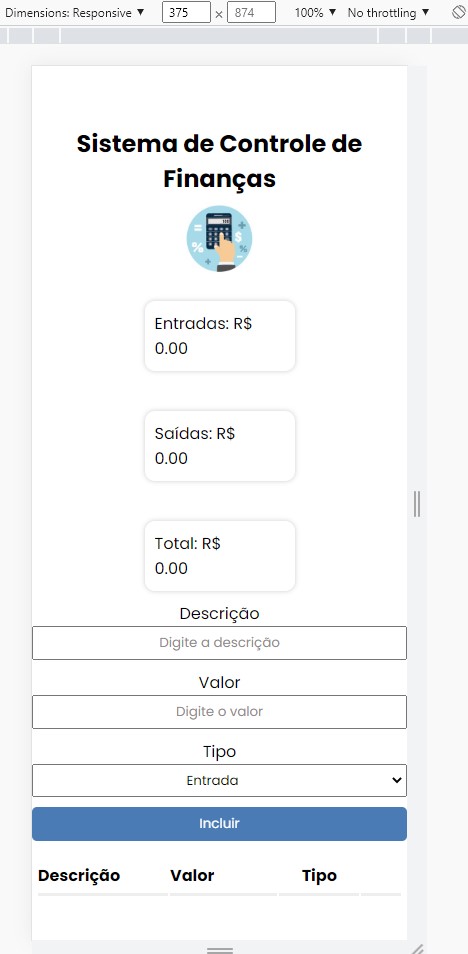 Dimensions: Responsive ▼ 375 × 874 100% ▼ No throttling ▼
Sistema de Controle de
Finanças
Entradas: R$
0.00
Saídas: R$
0.00
Total: R$
0.00
Descrição
Digite a descrição
Valor
Digite o valor
Tipo
Entrada
Incluir
Descrição Valor Tipo